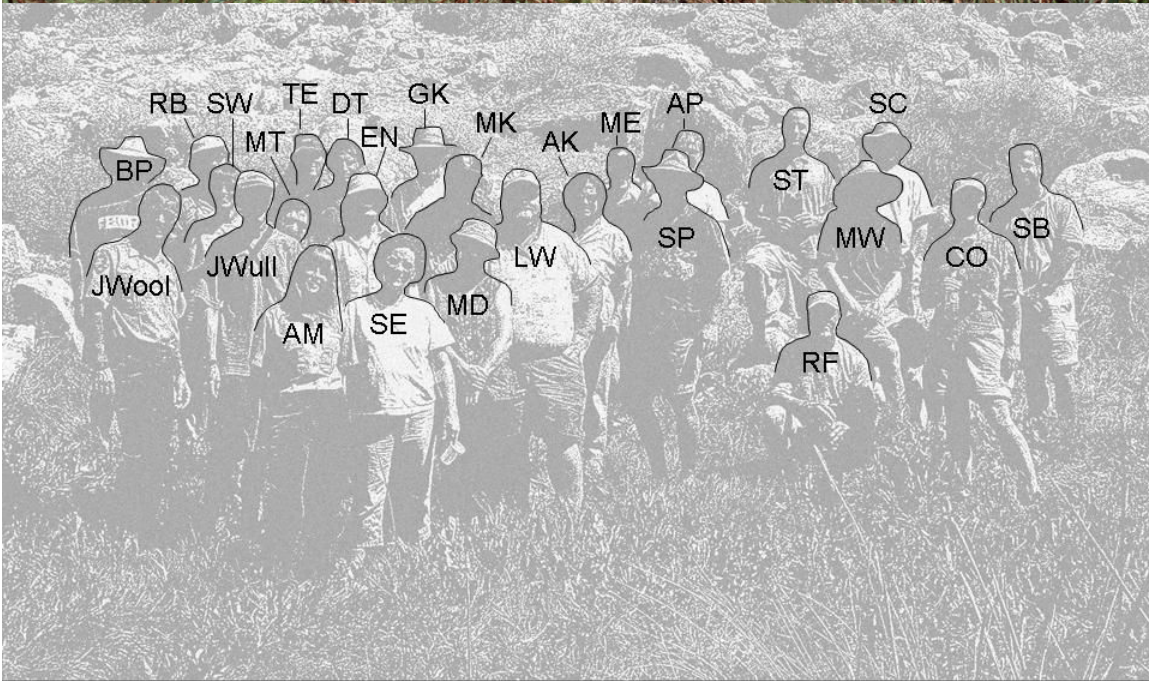 RB SW TE DT GK AP SC
MT EN MK AK ME
BP ST
JWool JWull LW SP MW CO SB
AM SE MD RF